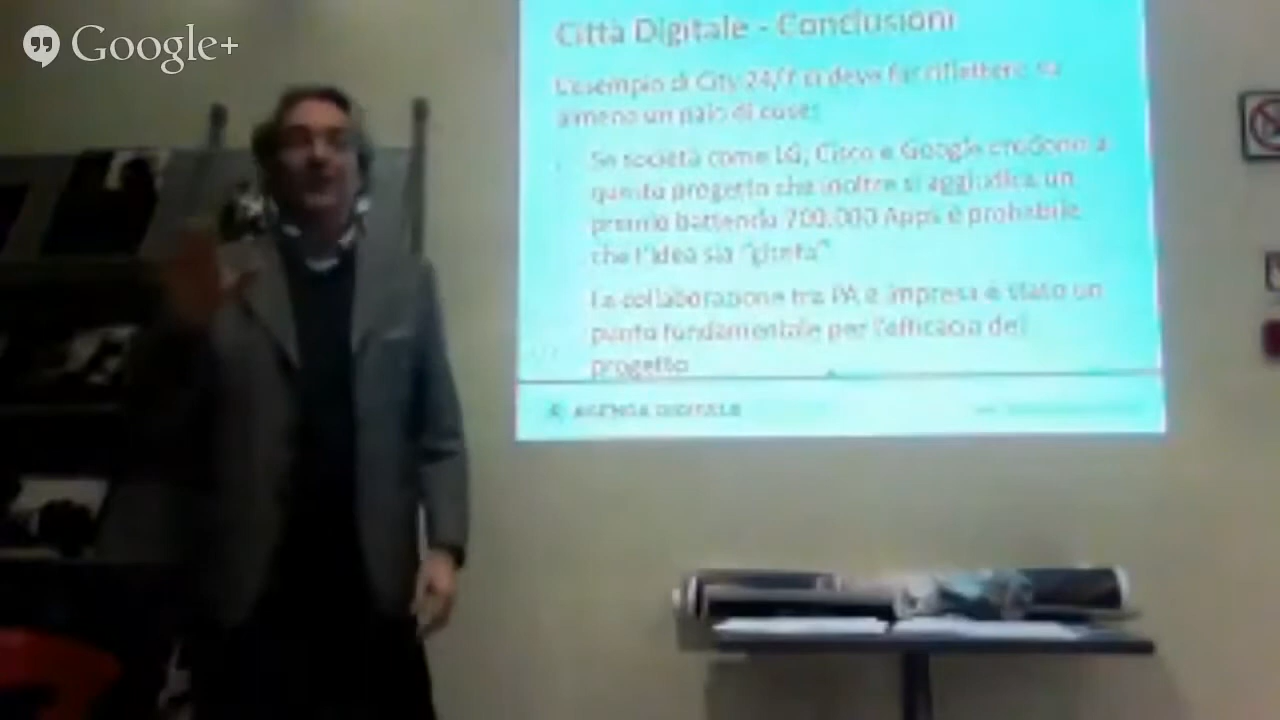 Google+
Città Digitale - Conclusioni
L'esempio di City 24/7 ci deve far riflettere su
almeno un paio di cose:
Se società come LG, Cisco e Google credono a
questo progetto che inoltre si aggiudica un
premio battendo 200.000 Apps è probabile
che l'idea sia "giusta"
La collaborazione tra PA e impresa è stato un
punto fondamentale per l'efficacia del
progetto
AGENDA DIGITALE